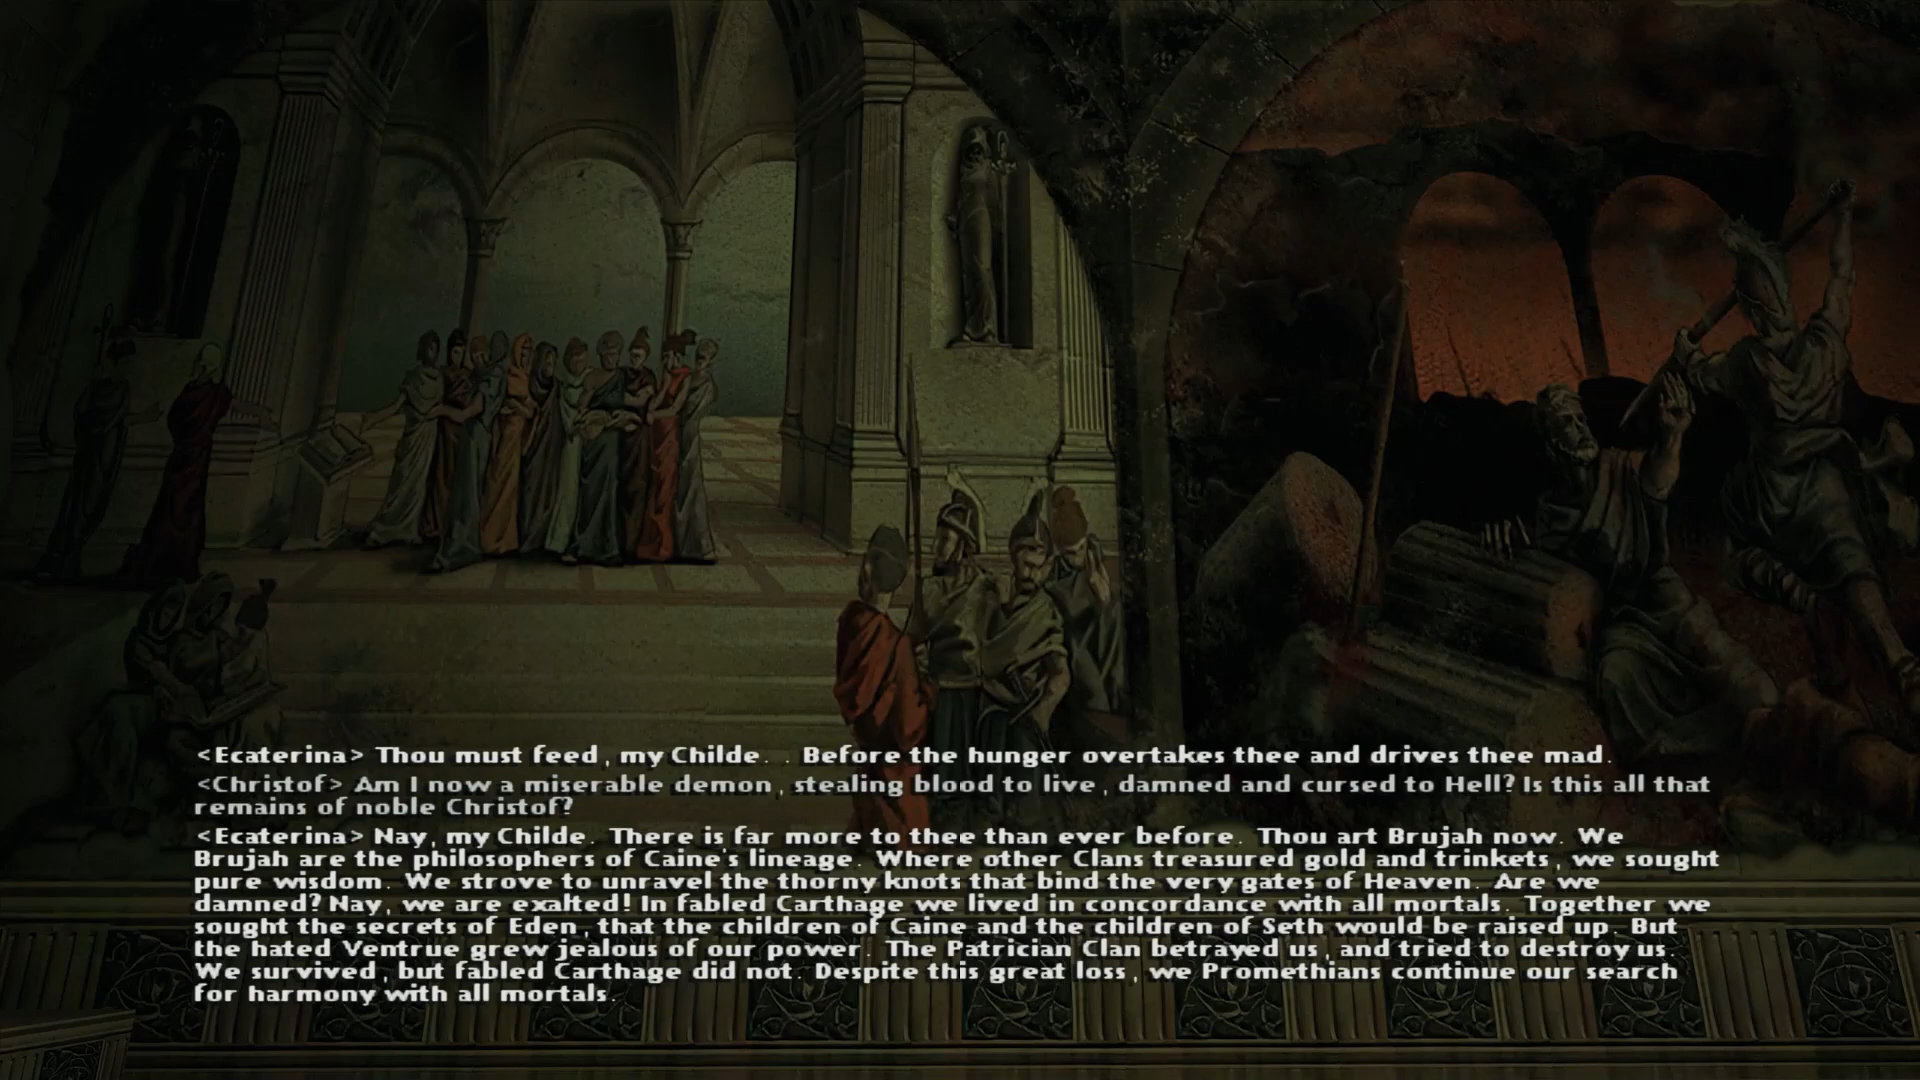 <Ecaterina> Thou must feed, my Childe. . Before the hunger overtakes thee and drives thee mad.
<Christof> Am I now a miserable demon, stealing blood to live, damned and cursed to Hell? Is this all that
remains of noble Christof?
<Ecaterina> Nay, my Childe. There is far more to thee than ever before. Thou art Brujah now. We
Brujah are the philosophers of Caine's lineage. Where other Clans treasured gold and trinkets, we sought
pure wisdom. We strove to unravel the thorny knots that bind the very gates of Heaven. Are we
damned? Nay, we are exalted! In fabled Carthage we lived in concordance with all mortals. Together we
sought the secrets of Eden, that the children of Caine and the children of Seth would be raised up. But
the hated Ventrue grew jealous of our power. The Patrician Clan betrayed us, and tried to destroy us.
We survived, but fabled Carthage did not. Despite this great loss, we Promethians continue our search
for harmony with all mortals.